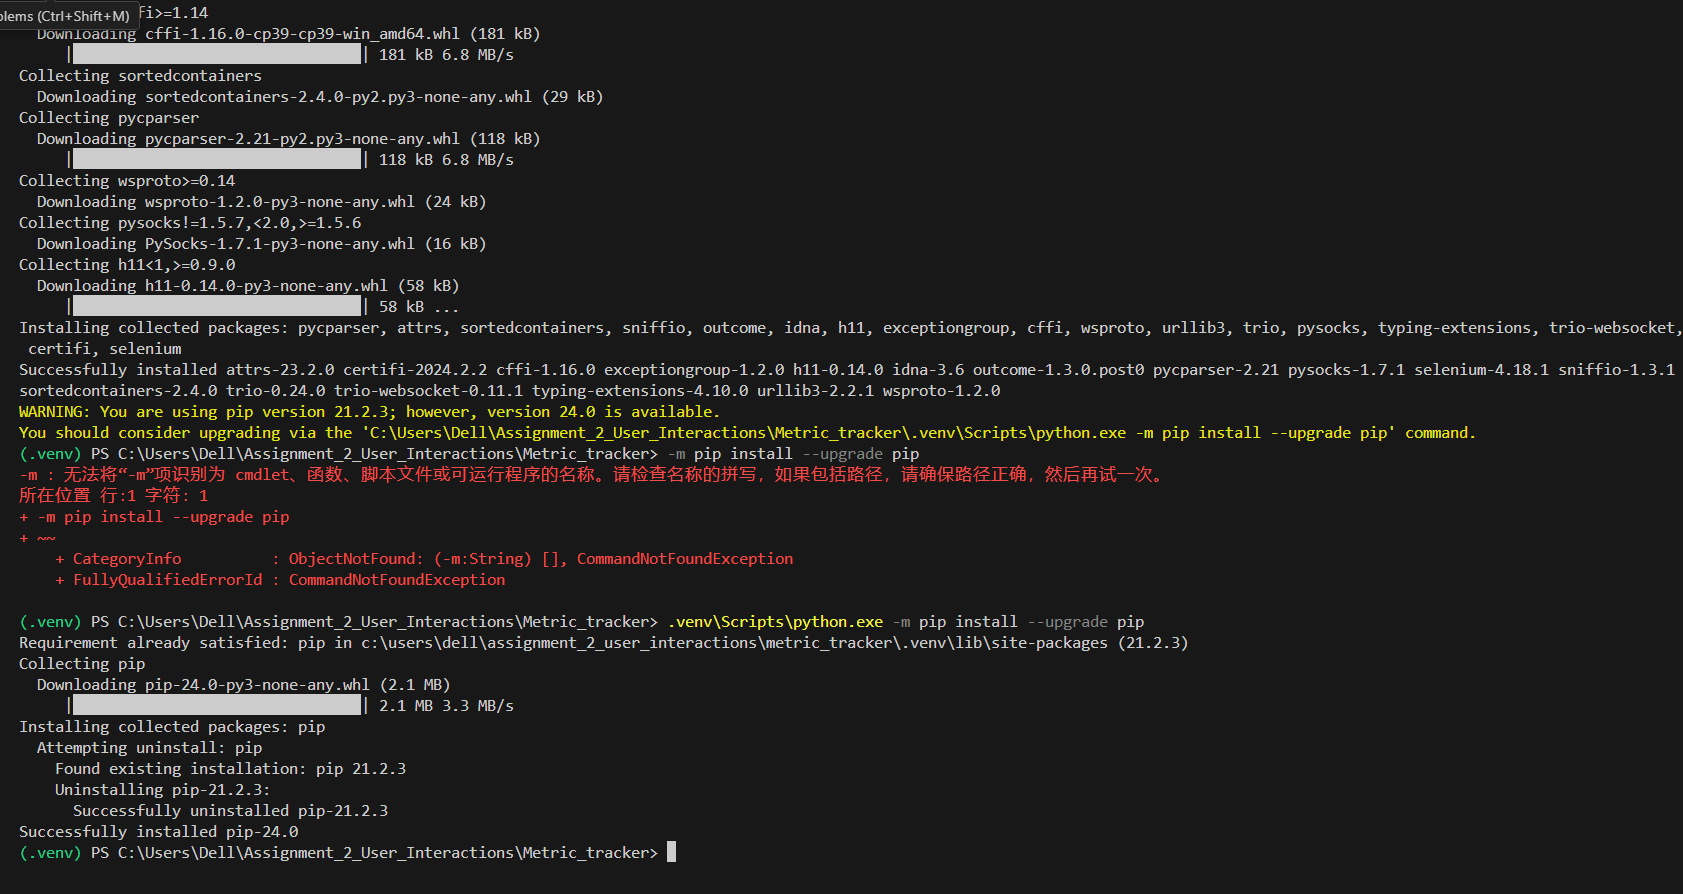 blems (Ctrl+Shift+M) ffi>=1.14
Downloading cffi-1.16.0-cp39-cp39-win_amd64.whl (181 kB)
| | 181 kB 6.8 MB/s
Collecting sortedcontainers
Downloading sortedcontainers-2.4.0-py2.py3-none-any.whl (29 kB)
Collecting pycparser
Downloading pycparser-2.21-py2.py3-none-any.whl (118 kB)
| | 118 kB 6.8 MB/s
Collecting wsproto>=0.14
Downloading wsproto-1.2.0-py3-none-any.whl (24 kB)
Collecting pysocks!=1.5.7,<2.0,>=1.5.6
Downloading PySocks-1.7.1-py3-none-any.whl (16 kB)
Collecting h11<1,>=0.9.0
Downloading h11-0.14.0-py3-none-any.whl (58 kB)
| | 58 kB ...
Installing collected packages: pycparser, attrs, sortedcontainers, sniffio, outcome, idna, h11, exceptiongroup, cffi, wsproto, urllib3, trio, pysocks, typing-extensions, trio-websocket,
certifi, selenium
Successfully installed attrs-23.2.0 certifi-2024.2.2 cffi-1.16.0 exceptiongroup-1.2.0 h11-0.14.0 idna-3.6 outcome-1.3.0.post0 pycparser-2.21 pysocks-1.7.1 selenium-4.18.1 sniffio-1.3.1
sortedcontainers-2.4.0 trio-0.24.0 trio-websocket-0.11.1 typing-extensions-4.10.0 urllib3-2.2.1 wsproto-1.2.0
WARNING: You are using pip version 21.2.3; however, version 24.0 is available.
You should consider upgrading via the 'C:\Users\Dell\Assignment_2_User_Interactions\Metric_tracker\.venv\Scripts\python.exe -m pip install --upgrade pip' command.
(.venv) PS C:\Users\Dell\Assignment_2_User_Interactions\Metric_tracker> -m pip install --upgrade pip
-m : 无法将“-m”项识别为 cmdlet、函数、脚本文件或可运行程序的名称。请检查名称的拼写，如果包括路径，请确保路径正确，然后再试一次。
所在位置 行:1 字符: 1
+ -m pip install --upgrade pip
+ ~~
+ CategoryInfo : ObjectNotFound: (-m:String) [], CommandNotFoundException
+ FullyQualifiedErrorId : CommandNotFoundException
(.venv) PS C:\Users\Dell\Assignment_2_User_Interactions\Metric_tracker> .venv\Scripts\python.exe -m pip install --upgrade pip
Requirement already satisfied: pip in c:\users\dell\assignment_2_user_interactions\metric_tracker\.venv\lib\site-packages (21.2.3)
Collecting pip
Downloading pip-24.0-py3-none-any.whl (2.1 MB)
| | 2.1 MB 3.3 MB/s
Installing collected packages: pip
Attempting uninstall: pip
Found existing installation: pip 21.2.3
Uninstalling pip-21.2.3:
Successfully uninstalled pip-21.2.3
Successfully installed pip-24.0
(.venv) PS C:\Users\Dell\Assignment_2_User_Interactions\Metric_tracker>